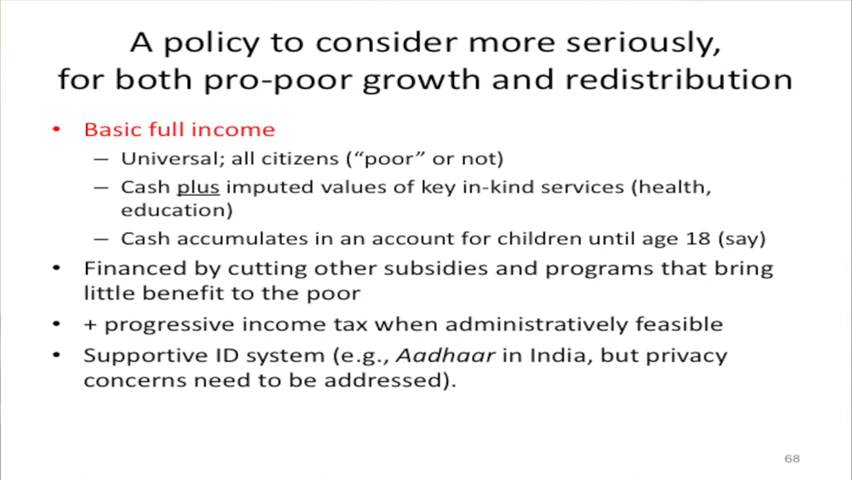 A policy to consider more seriously,
for both pro-poor growth and redistribution
• Basic full income
– Universal; all citizens (“poor” or not)
– Cash plus imputed values of key in-kind services (health,
education)
– Cash accumulates in an account for children until age 18 (say)
• Financed by cutting other subsidies and programs that bring
little benefit to the poor
• + progressive income tax when administratively feasible
• Supportive ID system (e.g., Aadhaar in India, but privacy
concerns need to be addressed).
68